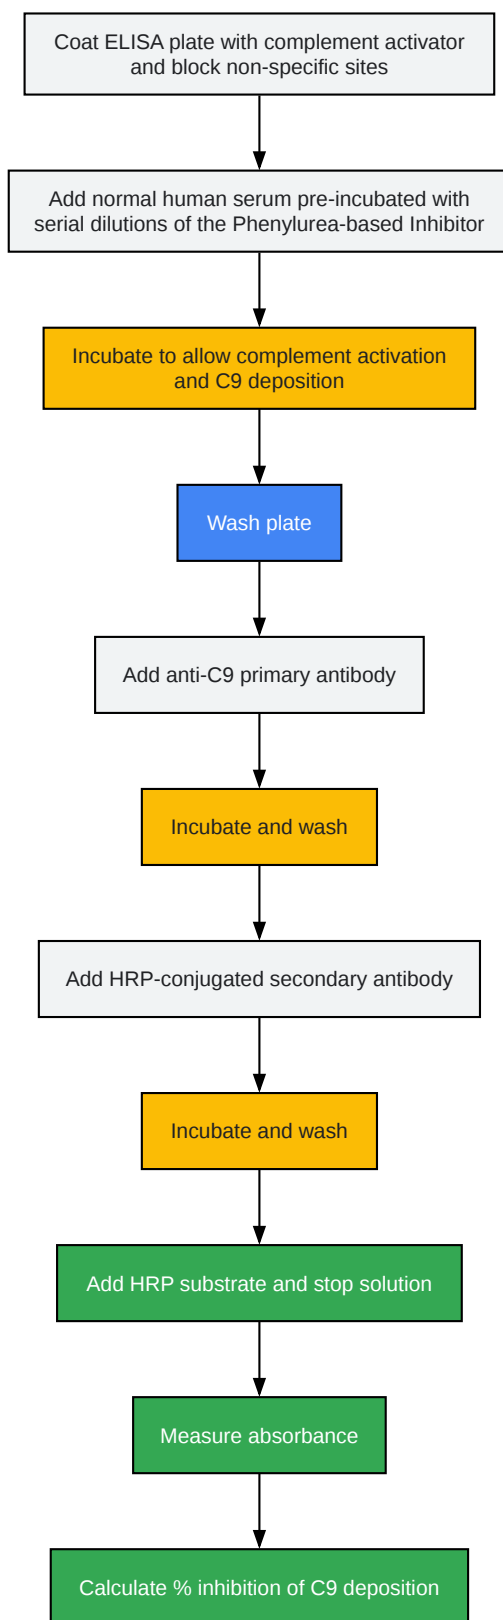 Coat ELISA plate with complement activator
and block non-specific sites
Add normal human serum pre-incubated with
serial dilutions of the Phenylurea-based Inhibitor
Incubate to allow complement activation
and C9 deposition
Wash plate
Add anti-C9 primary antibody
Incubate and wash
Add HRP-conjugated secondary antibody
Incubate and wash
Add HRP substrate and stop solution
Measure absorbance
Calculate % inhibition of C9 deposition